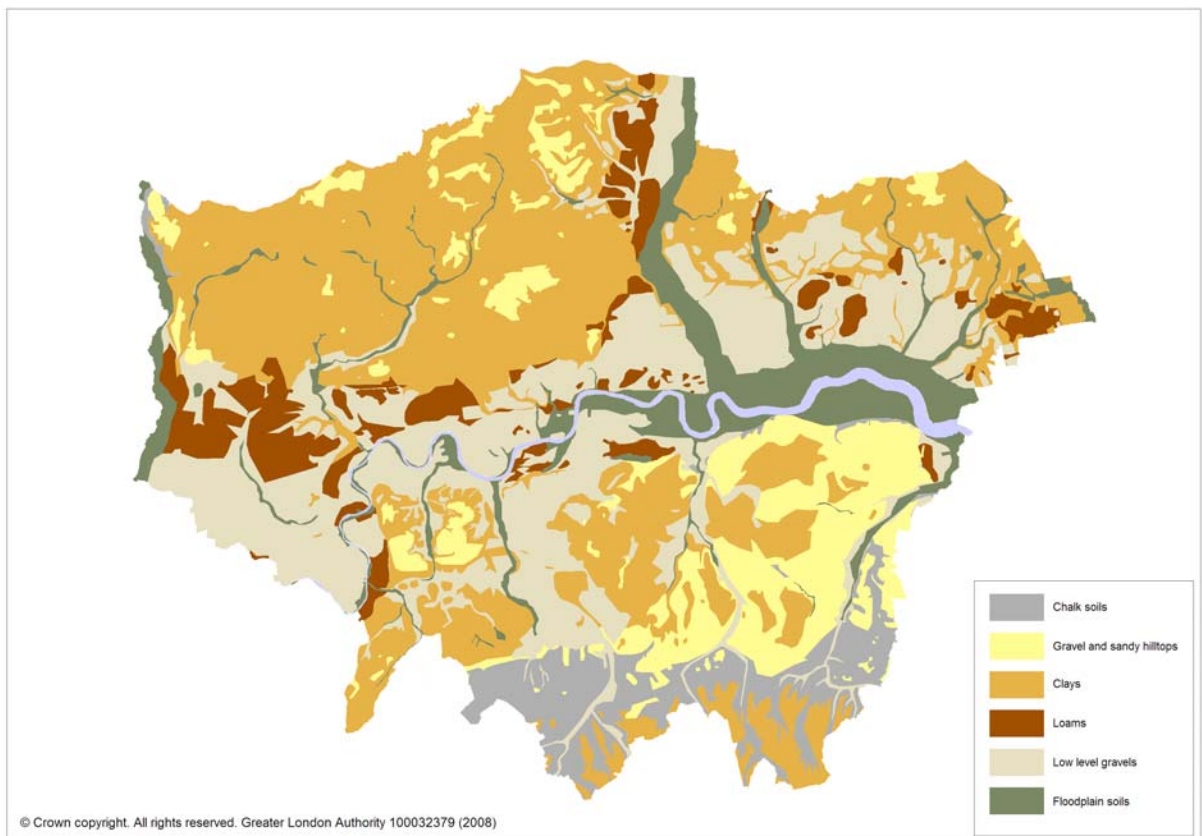 Chalk soils
Gravel and sandy hilltops
Clays
Loams
Low level gravels
Floodplain soils
© Crown copyright. All rights reserved. Greater London Authority 100032379 (2008)